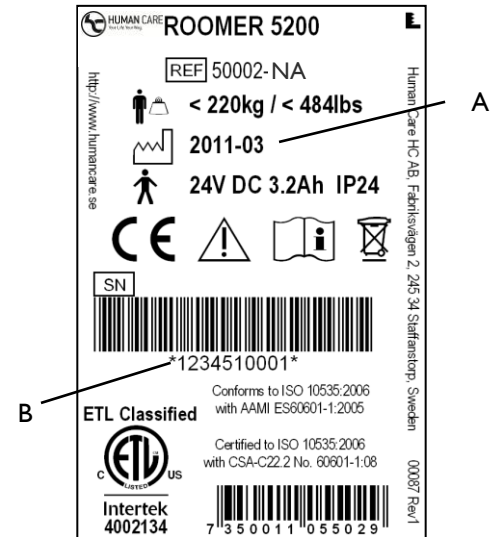 HUMAN CARE
Your Life. Your Way.
ROOMER 5200
REF 50002-NA
< 220kg / < 484lbs
A
2011-03
24V DC 3.2Ah IP24
CE
SN
*1234510001*
B
Conforms to ISO 10535:2006
with AAMI ES60601-1:2005
ETL Classified
Certified to ISO 10535:2006
with CSA-C22.2 No. 60601-1:08
ETL
LISTED
C US
Intertek
4002134
7 350011 055029
http://www.humancare.se
Human Care HC AB, Fabriksvägen 2, 245 34 Staffanstorp, Sweden 00087 Rev1